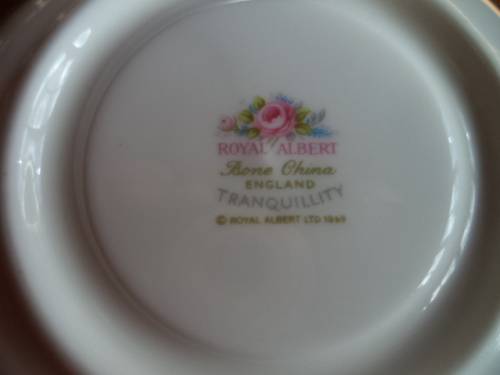 ROYAL ALBERT
Bone China
ENGLAND
TRANQUILLITY
© ROYAL ALBERT LTD